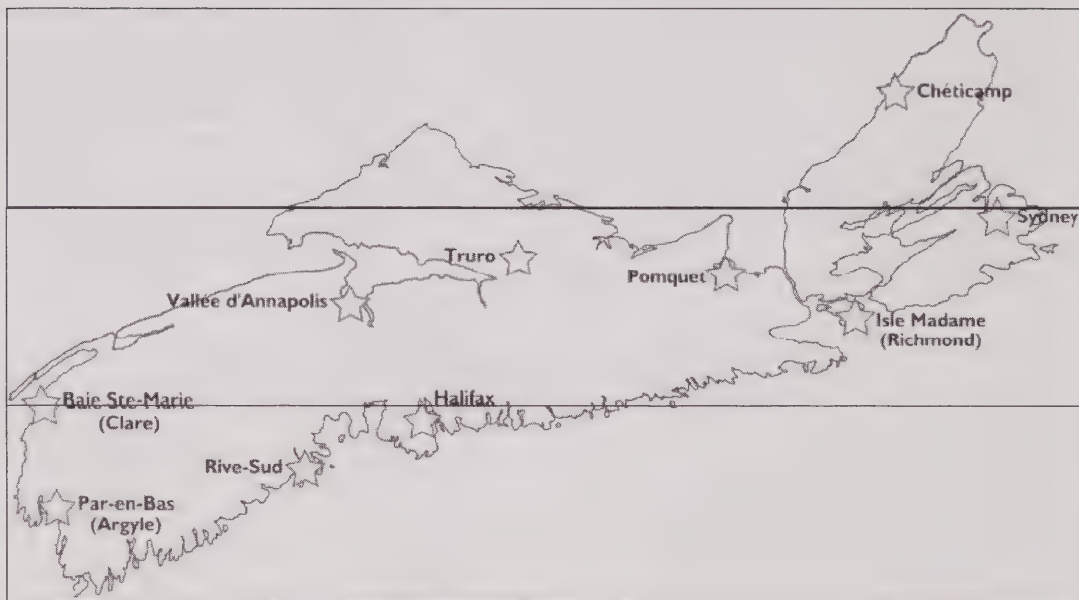 Chéticamp
Sydney
Truro
Pomquet
Vallée d'Annapolis
Isle Madame
(Richmond)
Baie Ste-Marie
(Clare)
Halifax
Rive-Sud
Par-en-Bas
(Argyle)